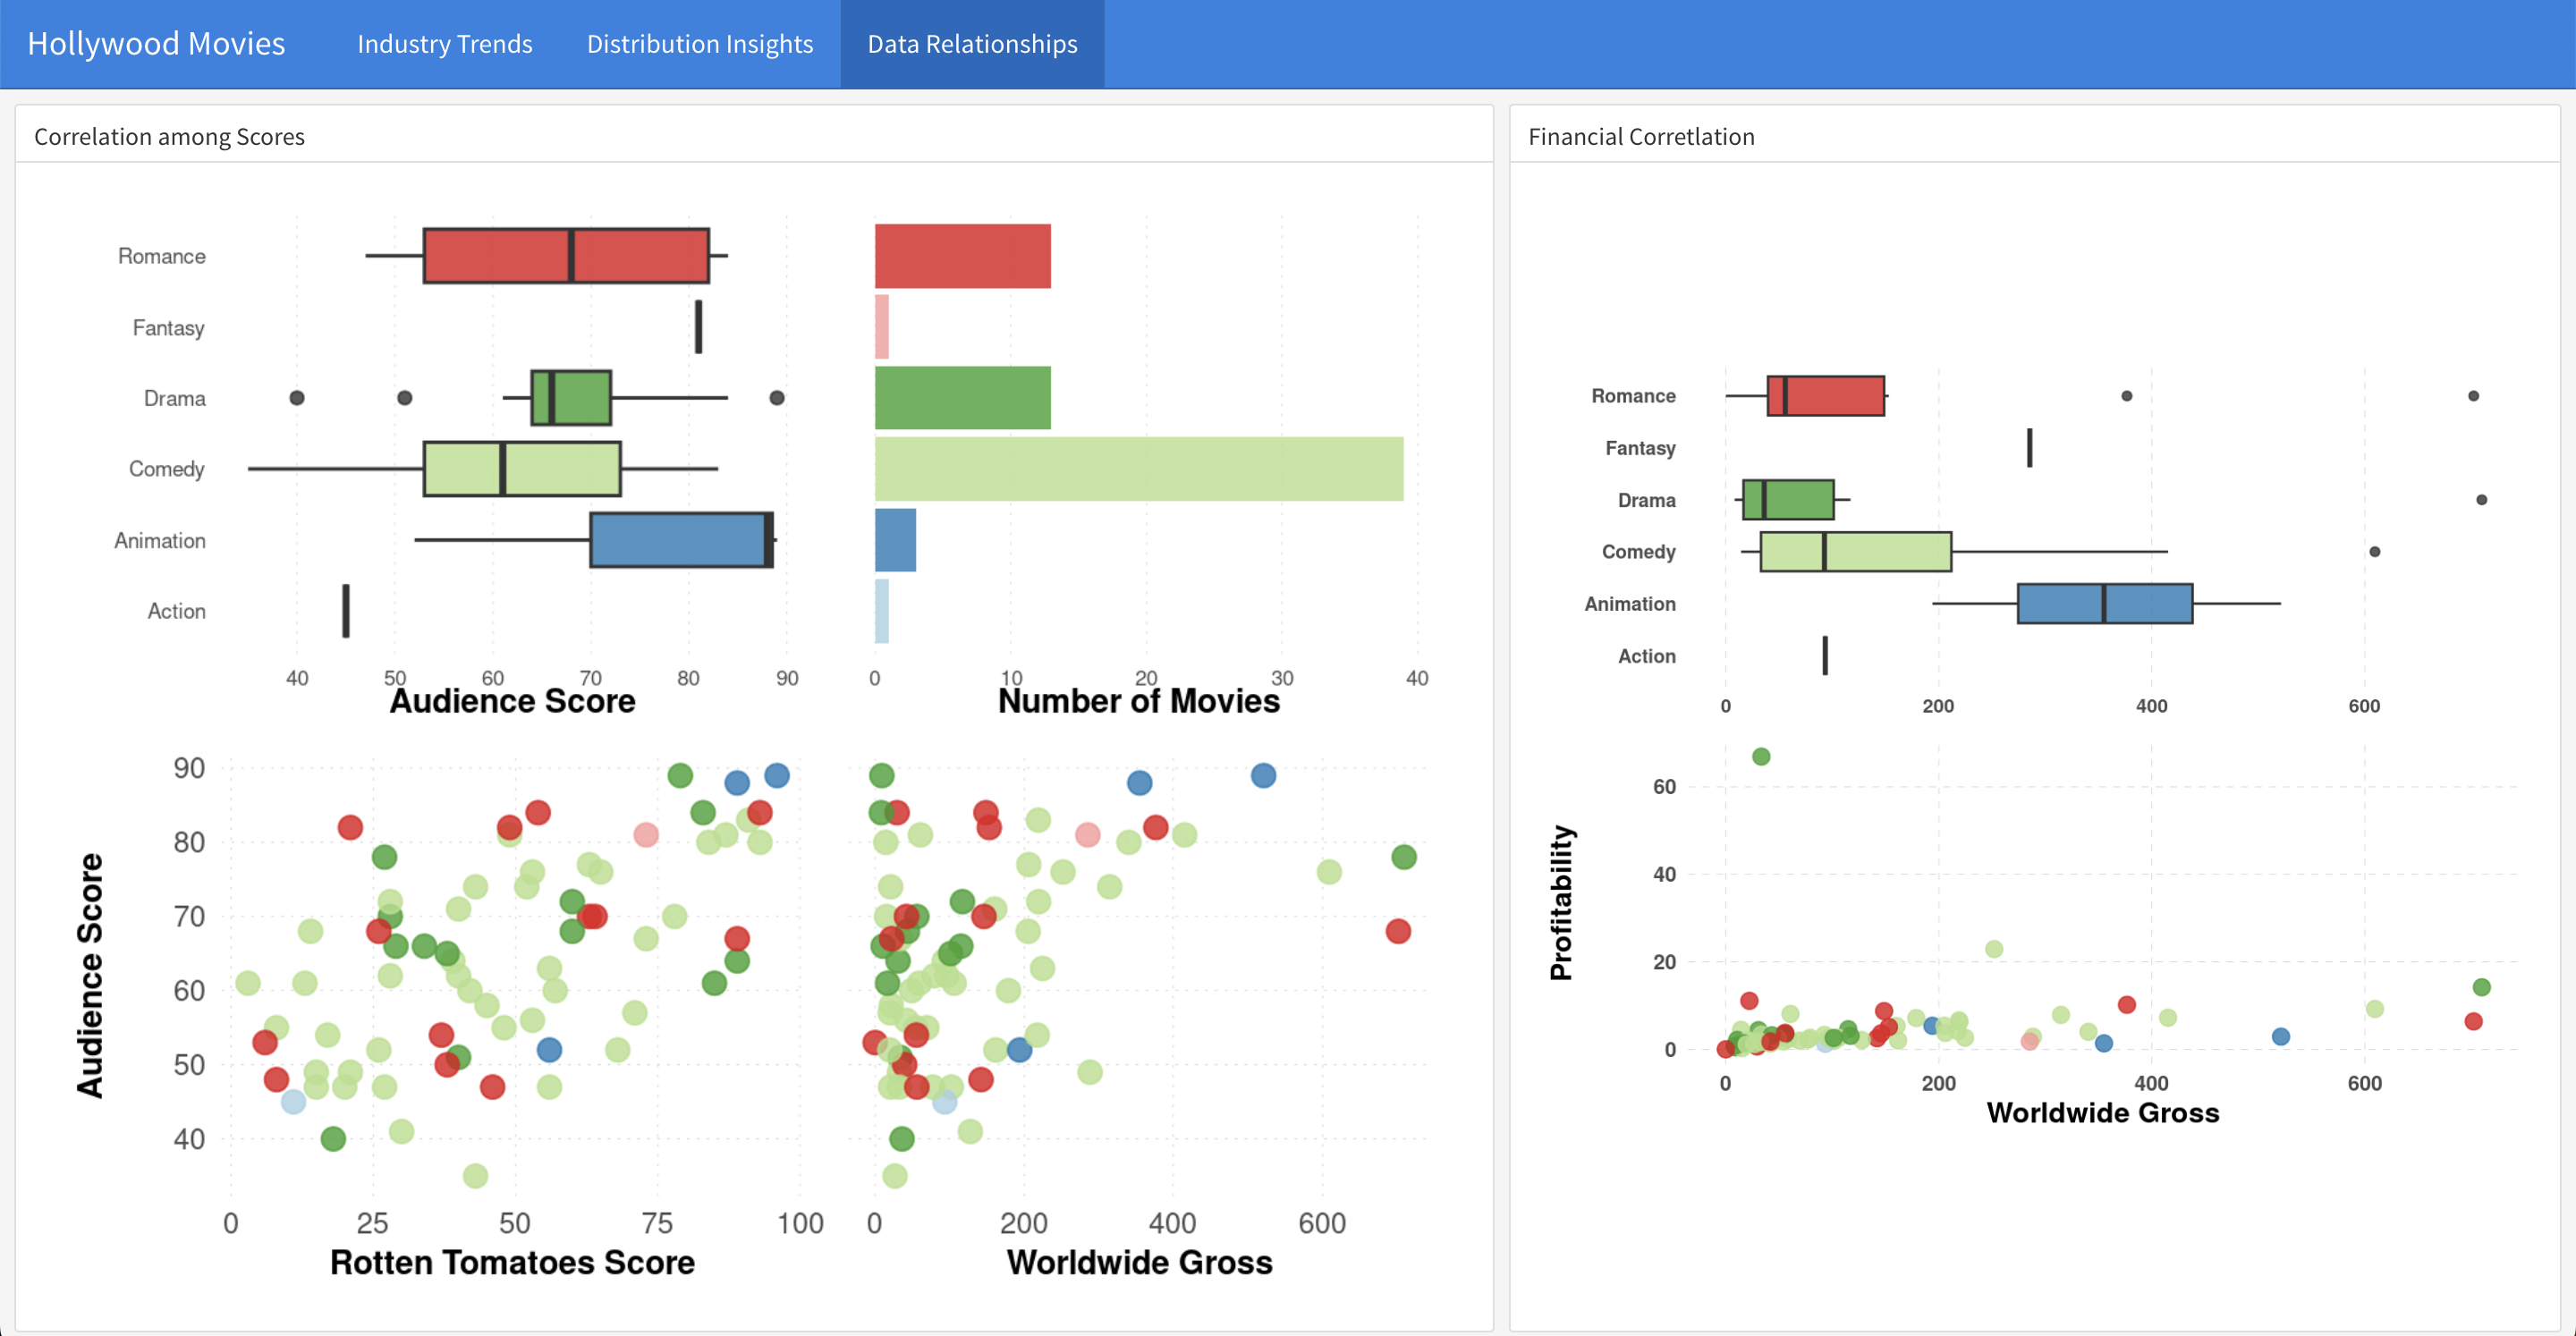 Hollywood Movies Industry Trends Distribution Insights Data Relationships
Correlation among Scores
Romance
Fantasy
Drama
Comedy
Animation
Action
40 50 60 70 80 90
Audience Score
0 10 20 30 40
Number of Movies
90
80
70
60
50
40
Audience Score
0 25 50 75 100
Rotten Tomatoes Score
0 200 400 600
Worldwide Gross
Financial Corretlation
Romance
Fantasy
Drama
Comedy
Animation
Action
0 200 400 600
60
40
20
0
Profitability
0 200 400 600
Worldwide Gross